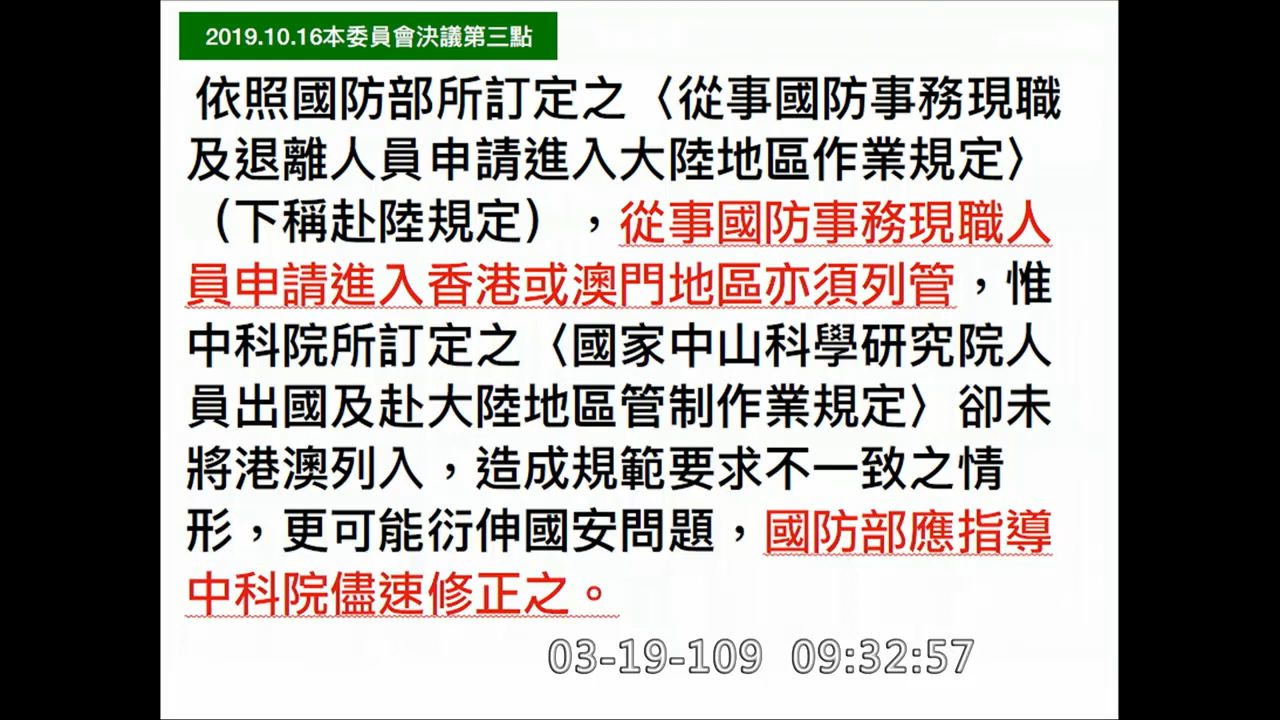 2019.10.16本委員會決議第三點
依照國防部所訂定之〈從事國防事務現職
及退離人員申請進入大陸地區作業規定〉
（下稱赴陸規定），從事國防事務現職人
員申請進入香港或澳門地區亦須列管，惟
中科院所訂定之〈國家中山科學研究院人
員出國及赴大陸地區管制作業規定〉卻未
將港澳列入，造成規範要求不一致之情
形，更可能衍伸國安問題，國防部應指導
中科院儘速修正之。
03-19-109 09:32:57